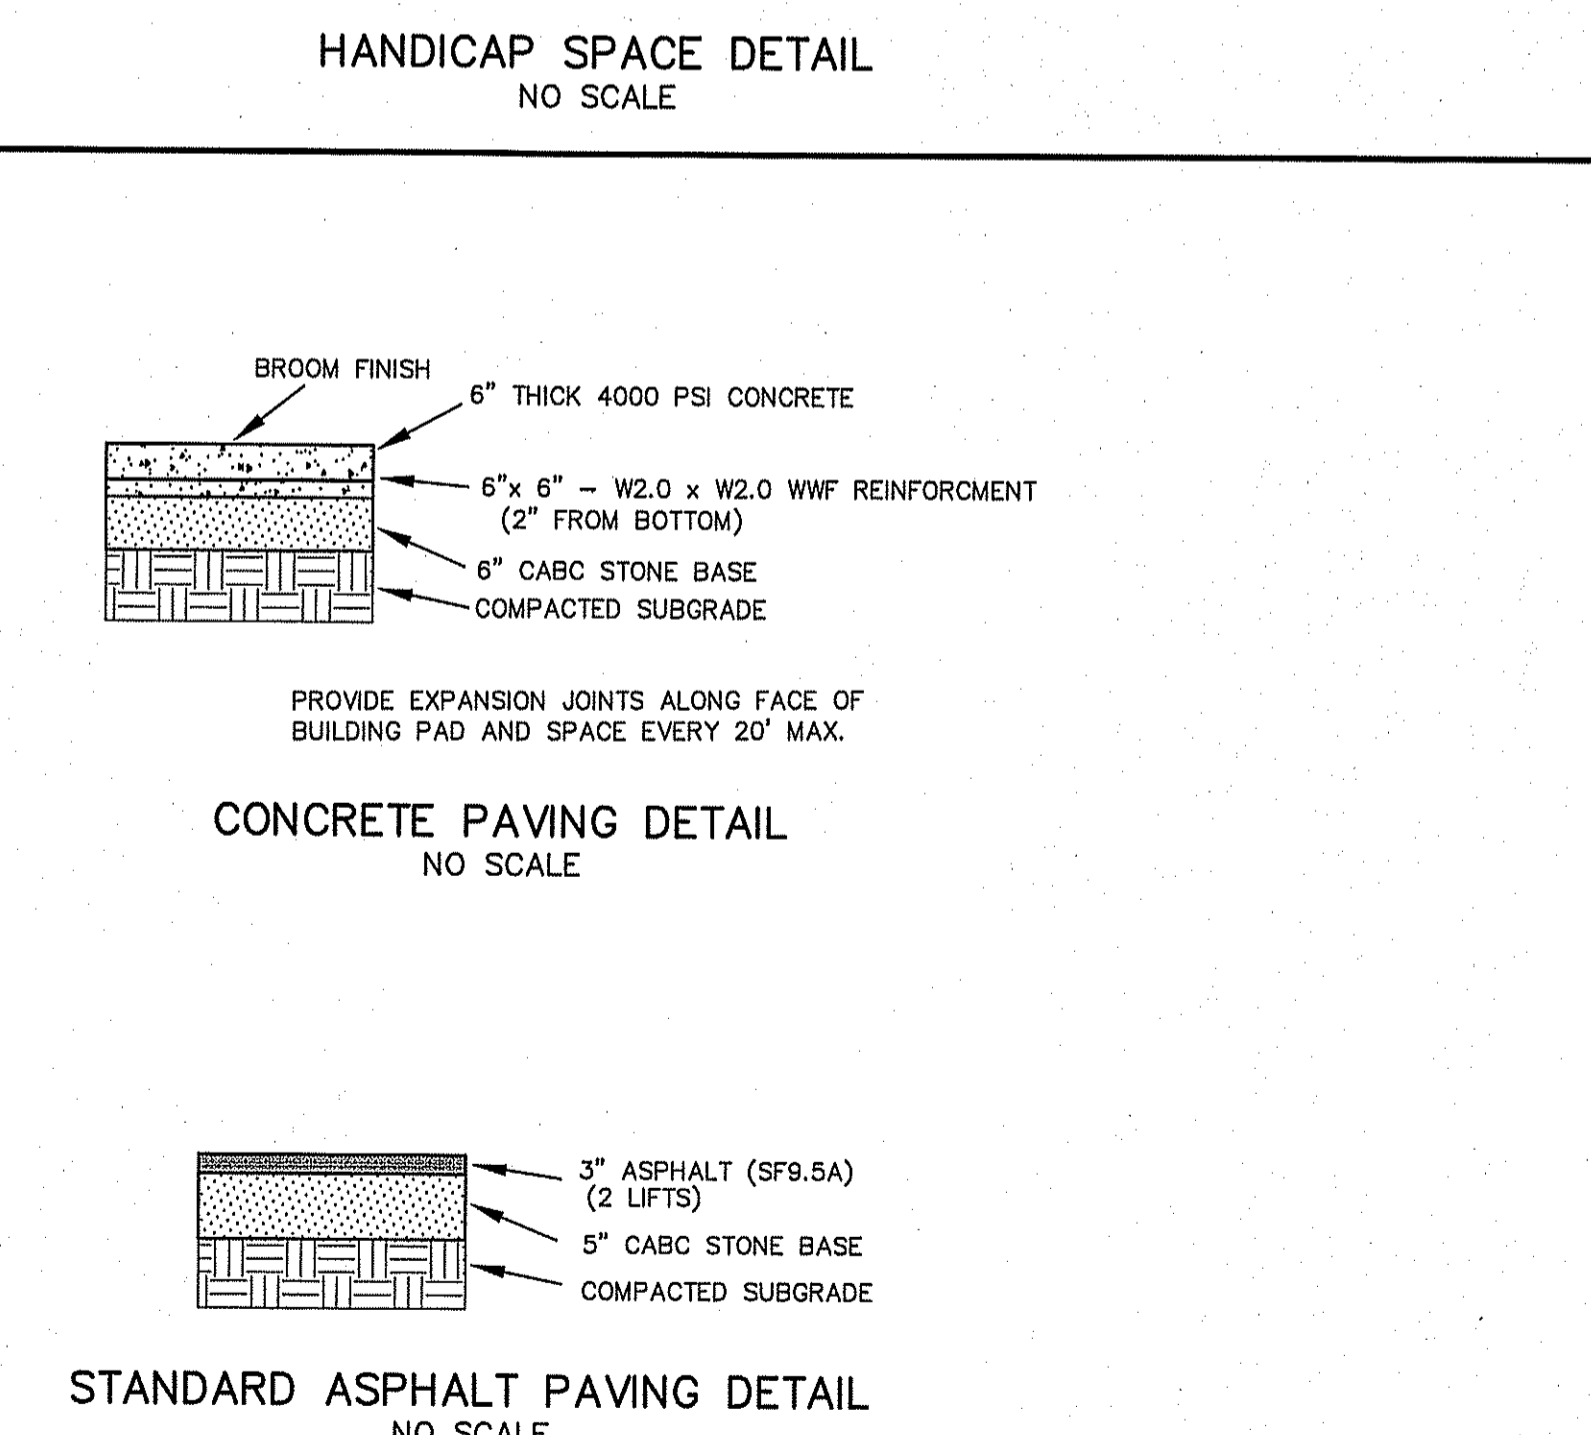 HANDICAP SPACE DETAIL
NO SCALE
BROOM FINISH
6" THICK 4000 PSI CONCRETE
6"x 6" – W2.0 x W2.0 WWF REINFORCMENT
(2" FROM BOTTOM)
6" CABC STONE BASE
COMPACTED SUBGRADE
PROVIDE EXPANSION JOINTS ALONG FACE OF
BUILDING PAD AND SPACE EVERY 20' MAX.
CONCRETE PAVING DETAIL
NO SCALE
3" ASPHALT (SF9.5A)
(2 LIFTS)
5" CABC STONE BASE
COMPACTED SUBGRADE
STANDARD ASPHALT PAVING DETAIL
NO SCALE